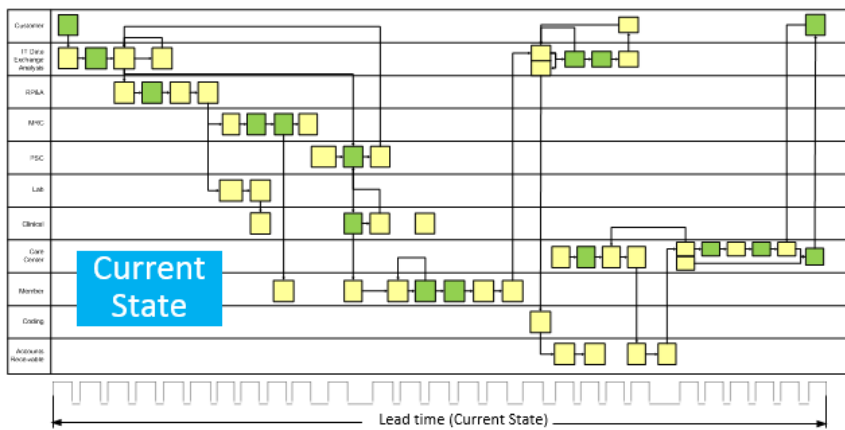 Customer
IT Data
Exchange
Analysis
RP&A
PSC
Lab
Clinical
Care
Center
Member
Coding
Accounts
Receivable
Current
State
Lead time (Current State)